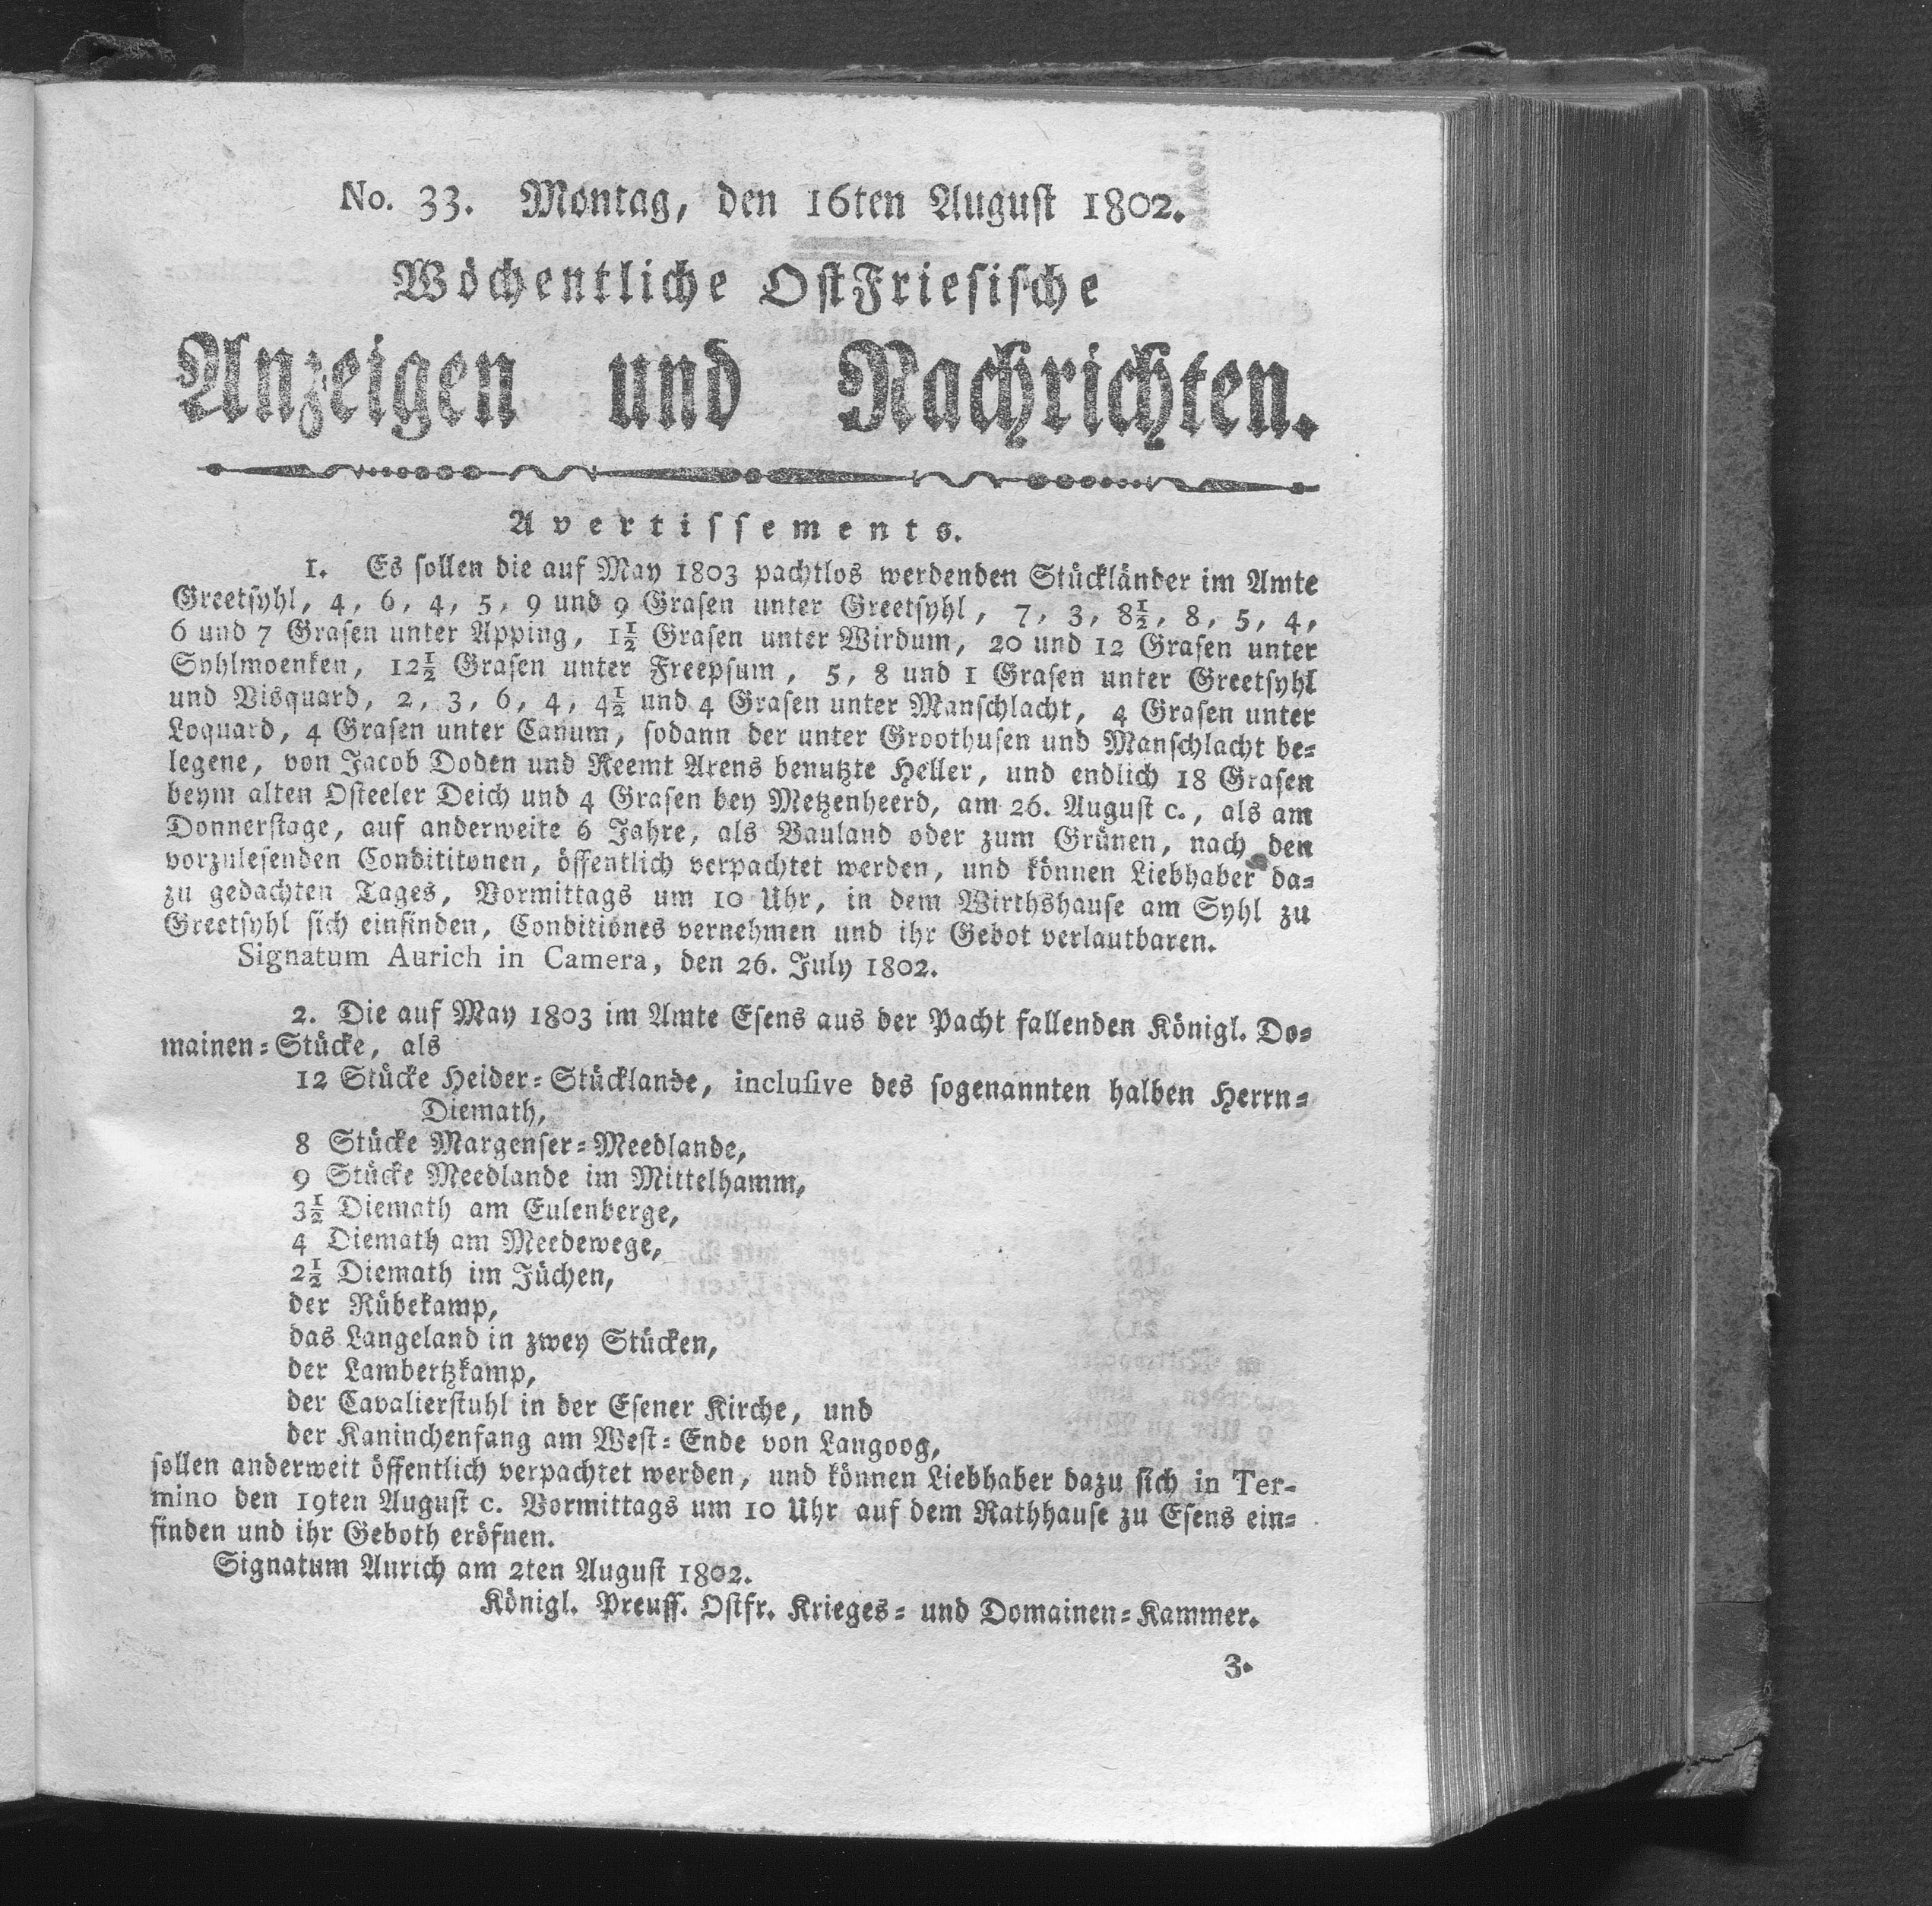 No. 33. Montag, den 16ten August 1802.
Wöchentliche OstFriesische
Anzeigen und Nachrichten.
Avertissements.
1. Es sollen die auf May 1803 pachtlos werdenden Stückländer im Amte
Greetsyhl, 4, 6, 4, 5, 9 und 9 Grasen unter Greetsyhl, 7, 3, 8½, 8, 5, 4,
6 und 7 Grasen unter Apping, 1½ Grasen unter Wirdum, 20 und 12 Grasen unter
Syhlmoenken, 12½ Grasen unter Freepsum, 5, 8 und 1 Grasen unter Greetsyhl
und Visquard, 2, 3, 6, 4, 4½ und 4 Grasen unter Manschlacht, 4 Grasen unter
Loquard, 4 Grasen unter Canum, sodann der unter Groothusen und Manschlacht be-
legene, von Jacob Doden und Reemt Arens benutzte Heller, und endlich 18 Grasen
beym alten Osteeler Deich und 4 Grasen bey Metzenheerd, am 26. August c., als am
Donnerstage, auf anderweite 6 Jahre, als Bauland oder zum Grünen, nach den
vorzulesenden Condititonen, öffentlich verpachtet werden, und können Liebhaber da-
zu gedachten Tages, Vormittags um 10 Uhr, in dem Wirthshause am Syhl zu
Greetsyhl sich einfinden, Conditiones vernehmen und ihr Gebot verlautbaren.
Signatum Aurich in Camera, den 26. July 1802.
2. Die auf May 1803 im Amte Esens aus der Pacht fallenden Königl. Do-
mainen-Stücke, als
12 Stücke Heider-Stücklande, inclusive des sogenannten halben Herrn-
Diemath,
8 Stücke Margenser-Meedlande,
9 Stücke Meedlande im Mittelhamm,
3½ Diemath am Eulenberge,
4 Diemath am Meedewege,
2½ Diemath im Jüchen,
der Rübekamp,
das Langeland in zwey Stücken,
der Lambertzkamp,
der Cavalierstuhl in der Esener Kirche, und
der Kaninchenfang am West-Ende von Langoog,
sollen anderweit öffentlich verpachtet werden, und können Liebhaber dazu sich in Ter-
mino den 19ten August c. Vormittags um 10 Uhr auf dem Rathhause zu Esens ein-
finden und ihr Geboth eröfnen.
Signatum Aurich am 2ten August 1802.
Königl. Preuss. Ostfr. Krieges- und Domainen-Kammer.
3.